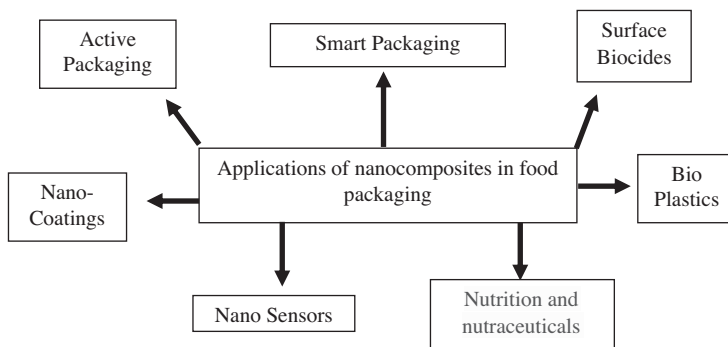 Active
Packaging
Smart Packaging
Surface
Biocides
Applications of nanocomposites in food
packaging
Nano-
Coatings
Bio
Plastics
Nano Sensors
Nutrition and
nutraceuticals